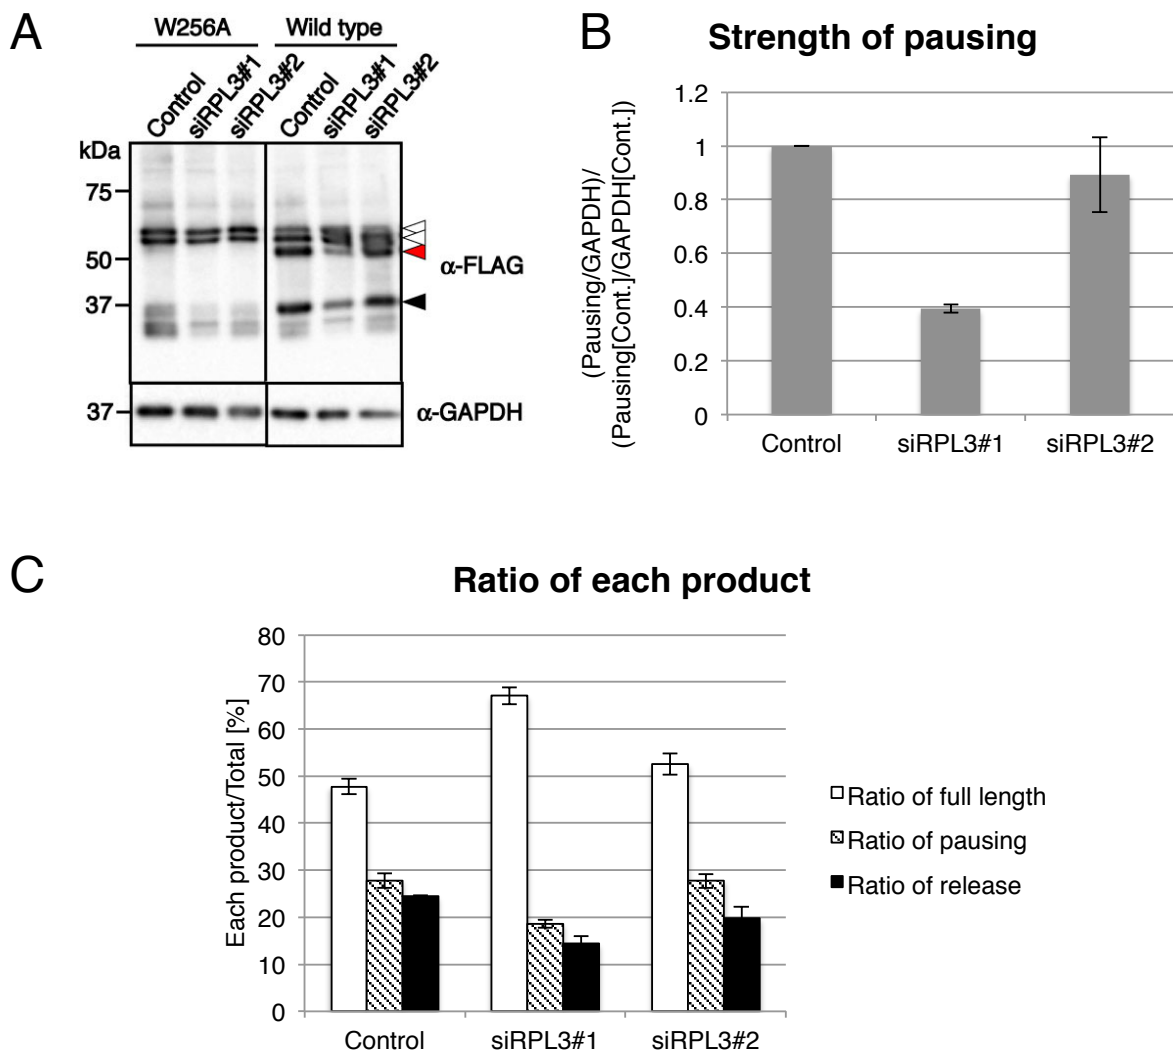 A
W256A
Wild type
Control
siRPL3#1
siRPL3#2
Control
siRPL3#1
siRPL3#2
kDa
75
50
37
α-FLAG
37
α-GAPDH
B
Strength of pausing
(Pausing/GAPDH)/
(Pausing[Cont.]/GAPDH[Cont.])
1.2
1
0.8
0.6
0.4
0.2
0
Control
siRPL3#1
siRPL3#2
C
Ratio of each product
Each product/Total [%]
80
70
60
50
40
30
20
10
0
Control
siRPL3#1
siRPL3#2
Ratio of full length
Ratio of pausing
Ratio of release